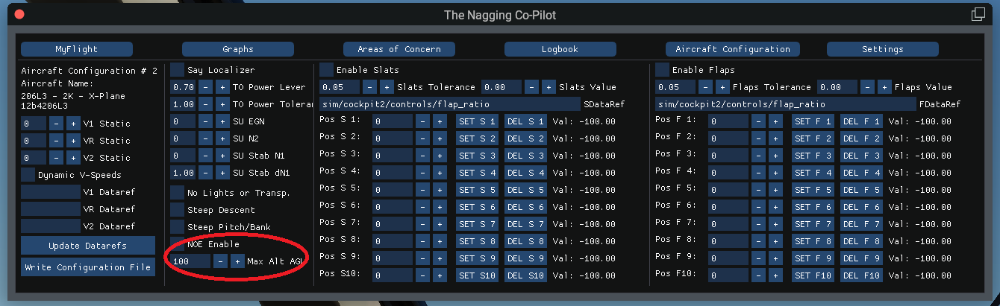 The Nagging Co-Pilot
MyFlight Graphs Areas of Concern Logbook Aircraft Configuration Settings
Aircraft Configuration # 2
Aircraft Name:
206L3 - 2K - X-Plane
12b4206L3
0 - + V1 Static
0 - + VR Static
0 - + V2 Static
Dynamic V-Speeds
V1 Dataref
VR Dataref
V2 Dataref
Update Datarefs
Write Configuration File
Say Localizer
0.70 - + TO Power Lever
1.00 - + TO Power Toleran
0 - + SU EGN
0 - + SU N2
0 - + SU Stab N1
1.00 - + SU Stab dN1
No Lights or Transp.
Steep Descent
Steep Pitch/Bank
NOE Enable
100 - + Max Alt AGL
Enable Slats
0.05 - + Slats Tolerance 0.00 - + Slats Value
sim/cockpit2/controls/flap_ratio SDataRef
Pos S 1: 0 - + SET S 1 DEL S 1 Val: -100.00
Pos S 2: 0 - + SET S 2 DEL S 2 Val: -100.00
Pos S 3: 0 - + SET S 3 DEL S 3 Val: -100.00
Pos S 4: 0 - + SET S 4 DEL S 4 Val: -100.00
Pos S 5: 0 - + SET S 5 DEL S 5 Val: -100.00
Pos S 6: 0 - + SET S 6 DEL S 6 Val: -100.00
Pos S 7: 0 - + SET S 7 DEL S 7 Val: -100.00
Pos S 8: 0 - + SET S 8 DEL S 8 Val: -100.00
Pos S 9: 0 - + SET S 9 DEL S 9 Val: -100.00
Pos S10: 0 - + SET S10 DEL S10 Val: -100.00
Enable Flaps
0.05 - + Flaps Tolerance 0.00 - + Flaps Value
sim/cockpit2/controls/flap_ratio FDataRef
Pos F 1: 0 - + SET F 1 DEL F 1 Val: -100.00
Pos F 2: 0 - + SET F 2 DEL F 2 Val: -100.00
Pos F 3: 0 - + SET F 3 DEL F 3 Val: -100.00
Pos F 4: 0 - + SET F 4 DEL F 4 Val: -100.00
Pos F 5: 0 - + SET F 5 DEL F 5 Val: -100.00
Pos F 6: 0 - + SET F 6 DEL F 6 Val: -100.00
Pos F 7: 0 - + SET F 7 DEL F 7 Val: -100.00
Pos F 8: 0 - + SET F 8 DEL F 8 Val: -100.00
Pos F 9: 0 - + SET F 9 DEL F 9 Val: -100.00
Pos F10: 0 - + SET F10 DEL F10 Val: -100.00